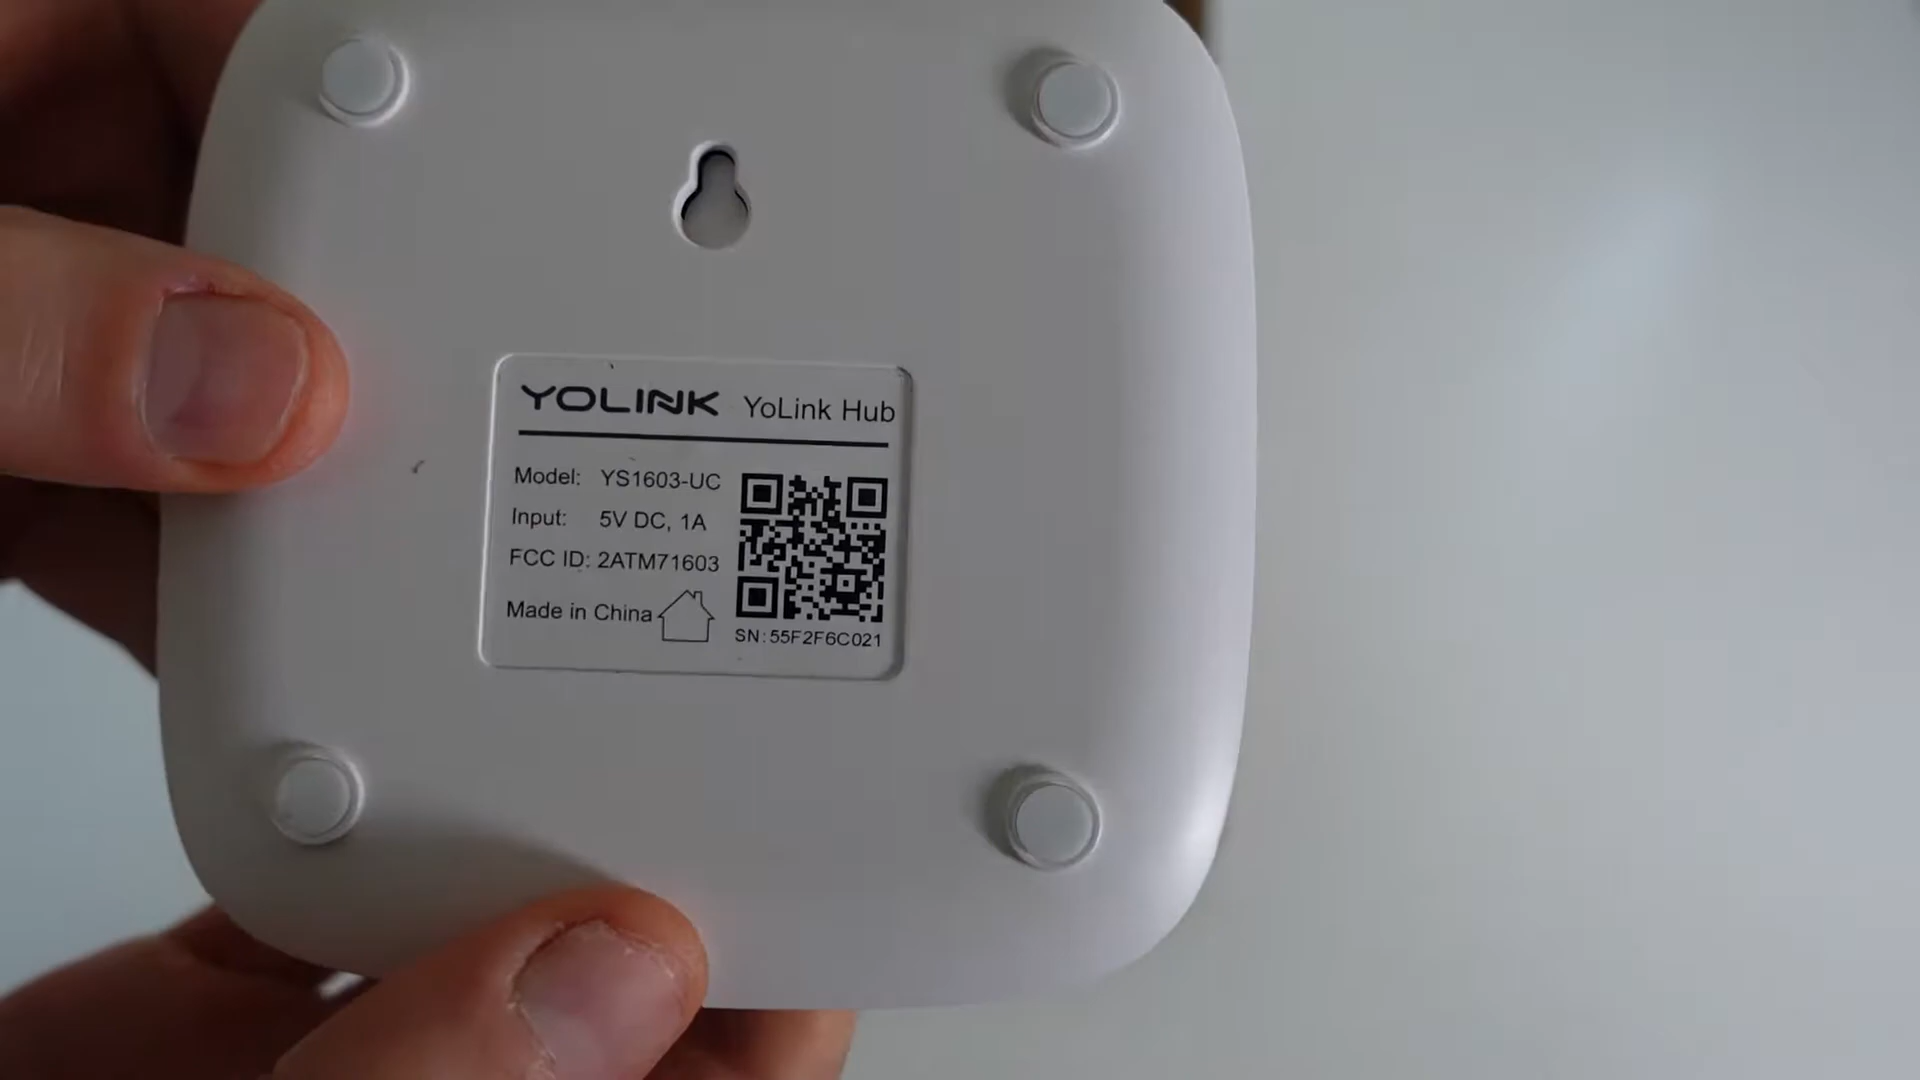 YOLINK YoLink Hub
Model: YS1603-UC
Input: 5V DC, 1A
FCC ID: 2ATM71603
Made in China
SN:55F2F6C021